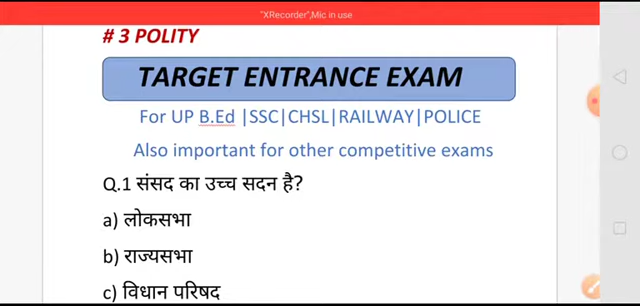 "XRecorder",Mic in use
# 3 POLITY
TARGET ENTRANCE EXAM
For UP B.Ed |SSC|CHSL|RAILWAY|POLICE
Also important for other competitive exams
Q.1 संसद का उच्च सदन है?
a) लोकसभा
b) राज्यसभा
c) विधान परिषद